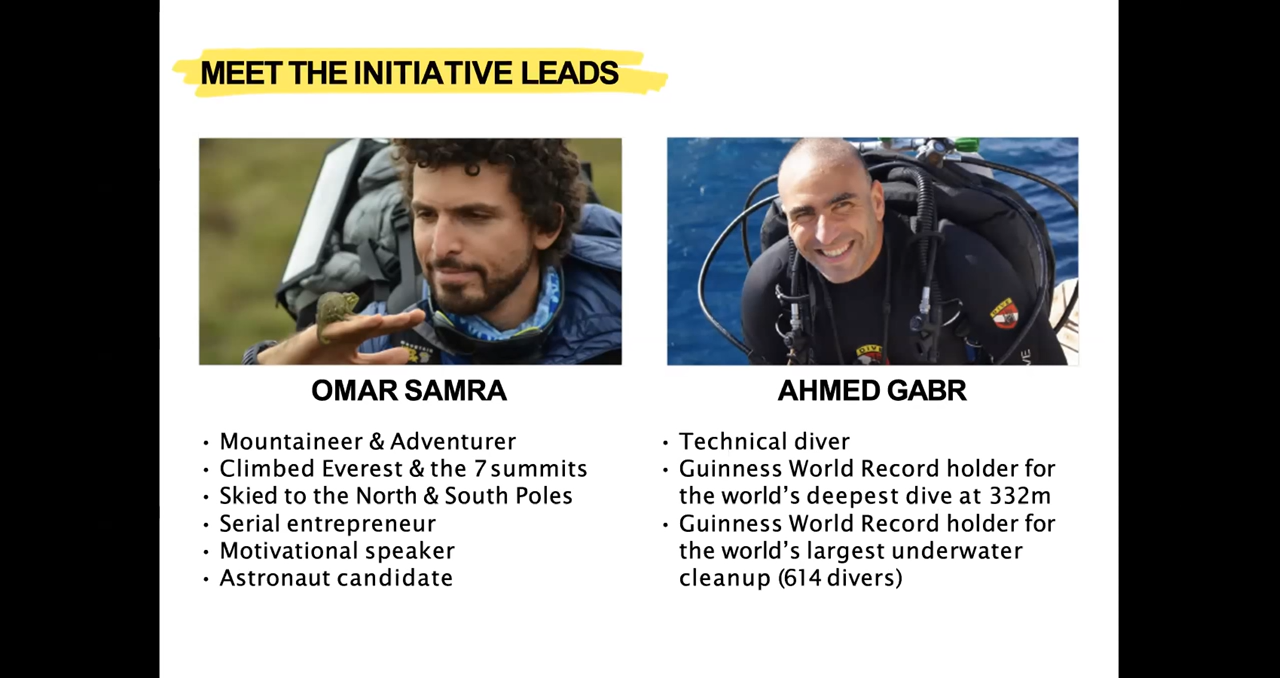 MEET THE INITIATIVE LEADS
OMAR SAMRA
• Mountaineer & Adventurer
• Climbed Everest & the 7 summits
• Skied to the North & South Poles
• Serial entrepreneur
• Motivational speaker
• Astronaut candidate
AHMED GABR
• Technical diver
• Guinness World Record holder for
the world’s deepest dive at 332m
• Guinness World Record holder for
the world’s largest underwater
cleanup (614 divers)